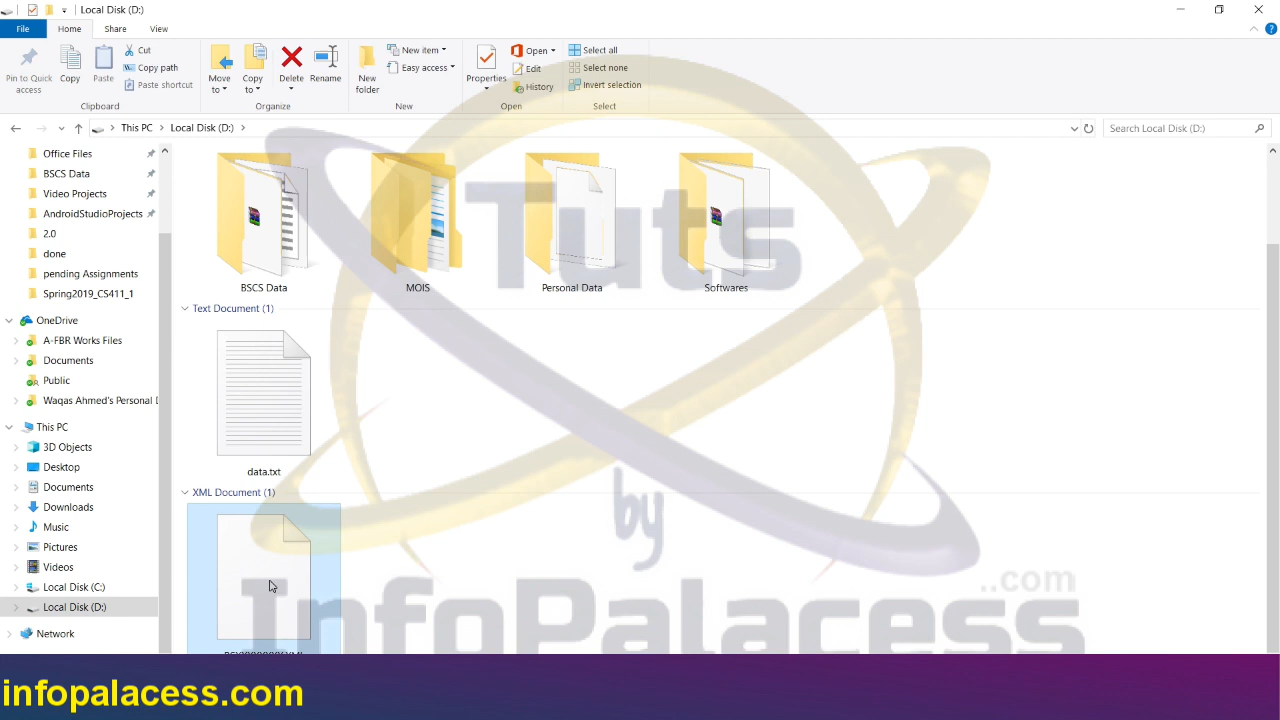 Local Disk (D:)
File
Home
Share
View
Pin to Quick
access
Copy
Paste
Cut
Copy path
Paste shortcut
Clipboard
Move
to
Copy
to
Delete
Rename
Organize
New
folder
New item
Easy access
New
Properties
Open
Edit
History
Open
Select all
Select none
Invert selection
Select
This PC
Local Disk (D:)
Search Local Disk (D:)
Office Files
BSCS Data
Video Projects
AndroidStudioProjects
2.0
done
pending Assignments
Spring2019_CS411_1
OneDrive
A-FBR Works Files
Documents
Public
Waqas Ahmed's Personal
This PC
3D Objects
Desktop
Documents
Downloads
Music
Pictures
Videos
Local Disk (C:)
Local Disk (D:)
Network
BSCS Data
MOIS
Personal Data
Softwares
Text Document (1)
data.txt
XML Document (1)
Tuts
by
InfoPalacess
..com
infopalacess.com